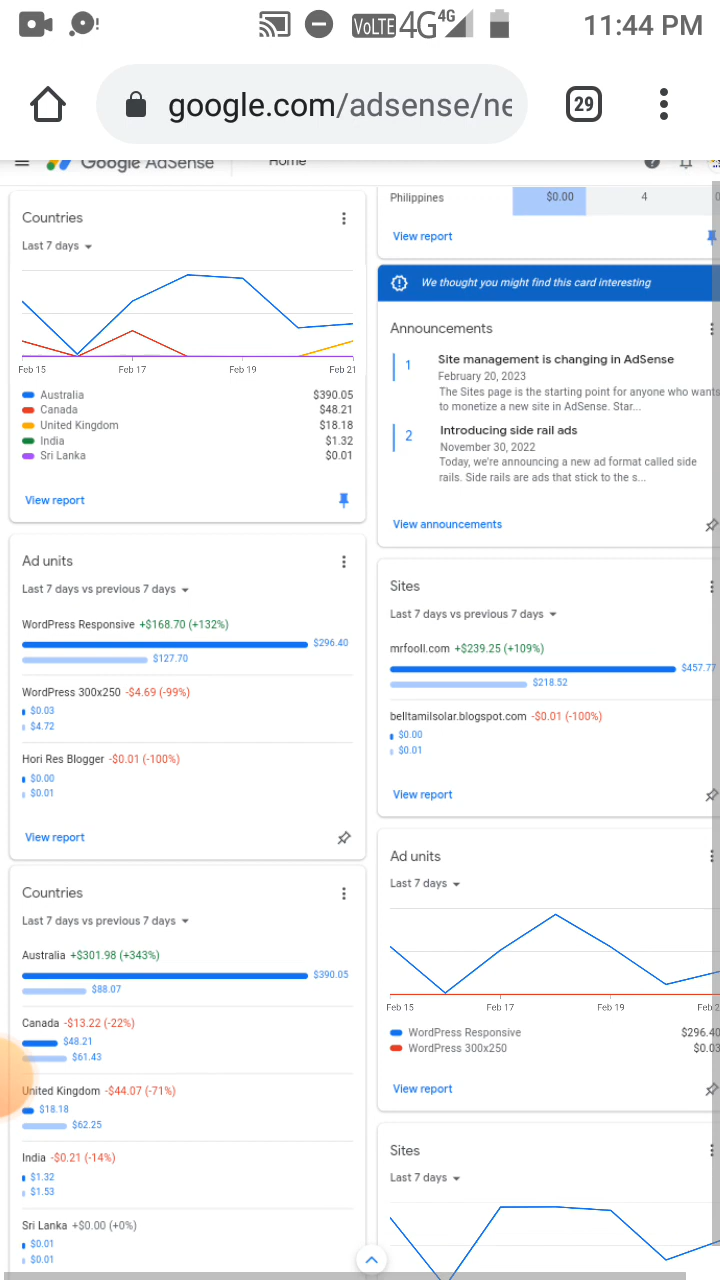 VoLTE 4G 4G 11:44 PM
google.com/adsense/ne
29
Google AdSense
Home
Countries
Last 7 days
Feb 15 Feb 17 Feb 19 Feb 21
Australia $390.05
Canada $48.21
United Kingdom $18.18
India $1.32
Sri Lanka $0.01
View report
Ad units
Last 7 days vs previous 7 days
WordPress Responsive +$168.70 (+132%)
$296.40
$127.70
WordPress 300x250 -$4.69 (-99%)
$0.03
$4.72
Hori Res Blogger -$0.01 (-100%)
$0.00
$0.01
View report
Countries
Last 7 days vs previous 7 days
Australia +$301.98 (+343%)
$390.05
$88.07
Canada -$13.22 (-22%)
$48.21
$61.43
United Kingdom -$44.07 (-71%)
$18.18
$62.25
India -$0.21 (-14%)
$1.32
$1.53
Sri Lanka +$0.00 (+0%)
$0.01
$0.01
Philippines $0.00 4 0
View report
We thought you might find this card interesting
Announcements
1 Site management is changing in AdSense
February 20, 2023
The Sites page is the starting point for anyone who wants
to monetize a new site in AdSense. Star...
2 Introducing side rail ads
November 30, 2022
Today, we're announcing a new ad format called side
rails. Side rails are ads that stick to the s...
View announcements
Sites
Last 7 days vs previous 7 days
mrfooll.com +$239.25 (+109%)
$457.77
$218.52
belltamilsolar.blogspot.com -$0.01 (-100%)
$0.00
$0.01
View report
Ad units
Last 7 days
Feb 15 Feb 17 Feb 19 Feb 2
WordPress Responsive $296.40
WordPress 300x250 $0.03
View report
Sites
Last 7 days